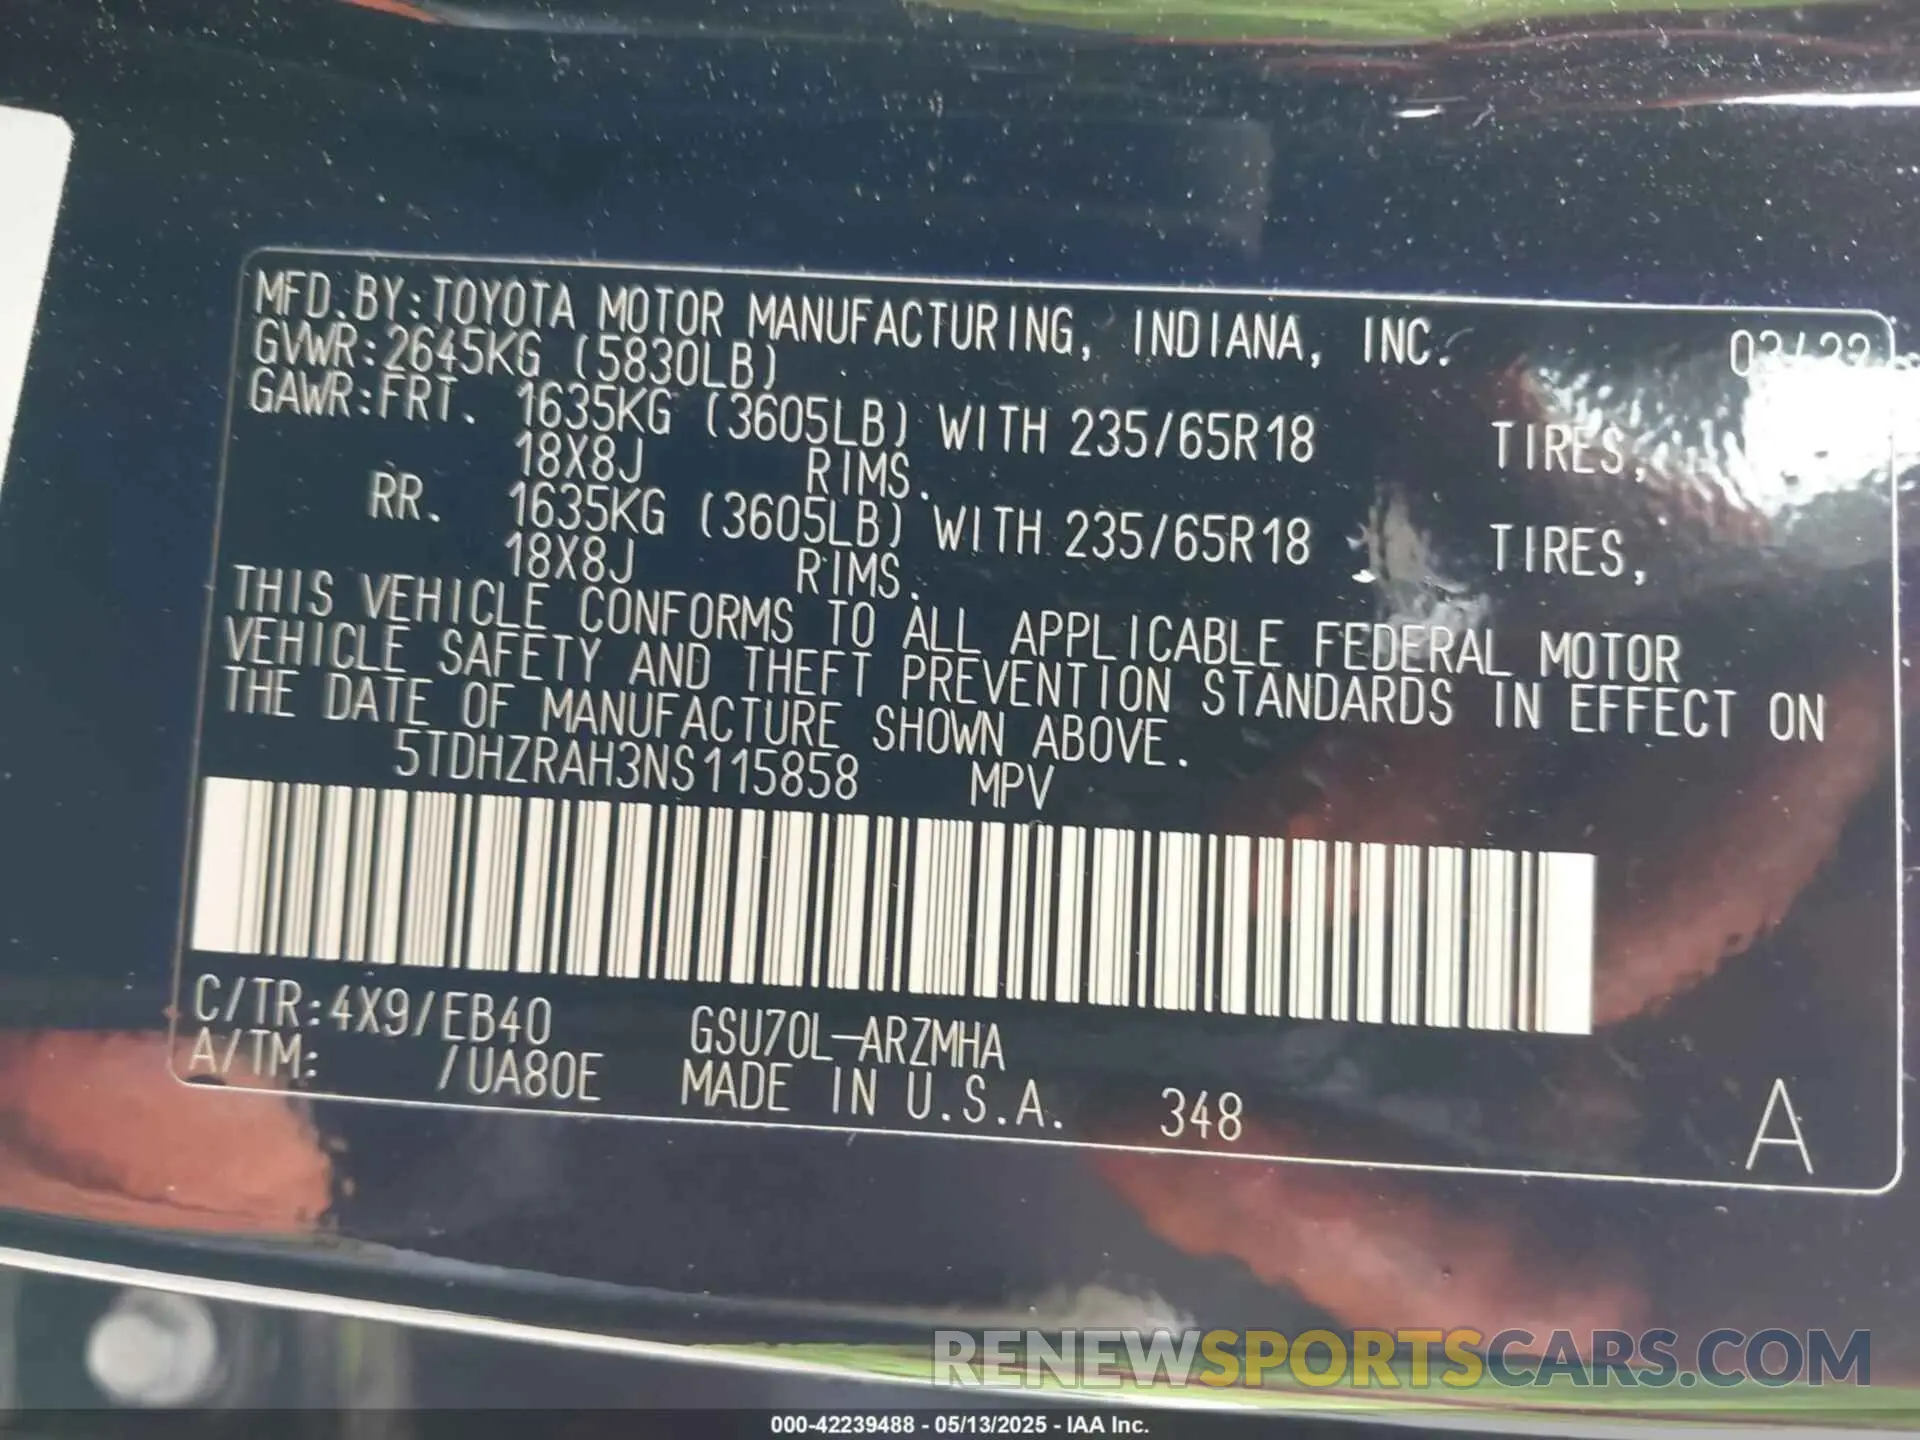 MFD.BY:TOYOTA MOTOR MANUFACTURING, INDIANA, INC. 03/22
GVWR:2645KG (5830LB)
GAWR:FRT. 1635KG (3605LB) WITH 235/65R18 TIRES,
18X8J RIMS.
RR. 1635KG (3605LB) WITH 235/65R18 TIRES,
18X8J RIMS.
THIS VEHICLE CONFORMS TO ALL APPLICABLE FEDERAL MOTOR
VEHICLE SAFETY AND THEFT PREVENTION STANDARDS IN EFFECT ON
THE DATE OF MANUFACTURE SHOWN ABOVE.
5TDHZRAH3NS115858 MPV
C/TR:4X9/EB40 GSU70L-ARZMHA
A/TM: /UA80E MADE IN U.S.A. 348
A
RENEWSPORTSCARS.COM
000-42239488 - 05/13/2025 - IAA Inc.